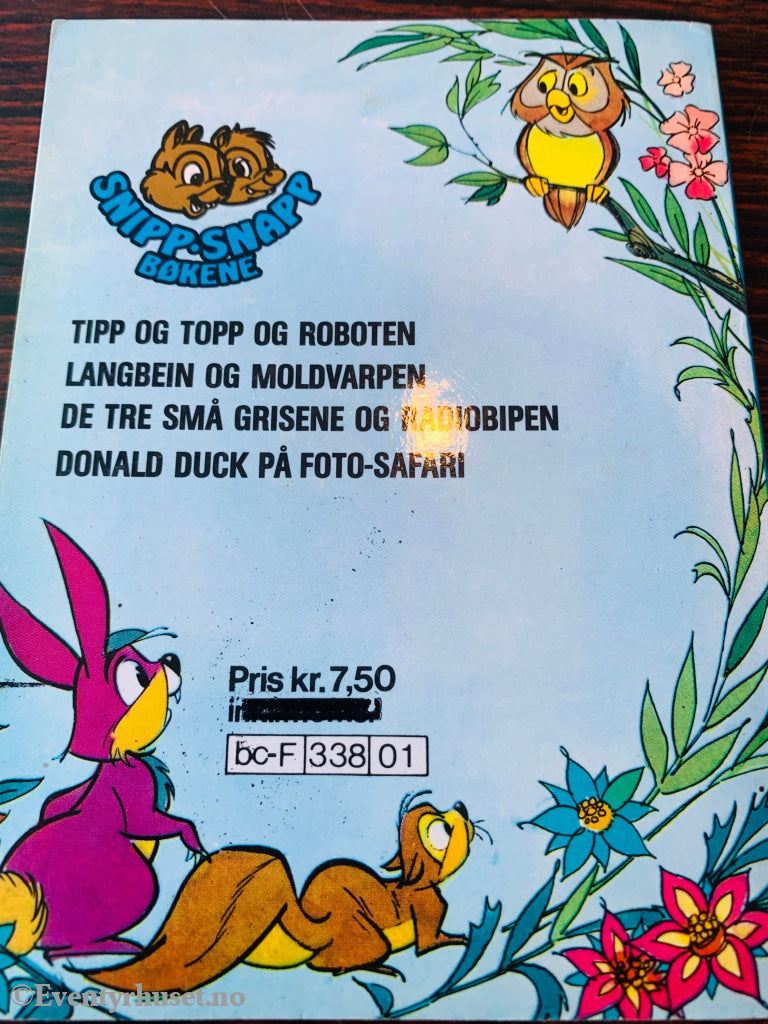 SNIPP-SNAPP
BØKENE
TIPP OG TOPP OG ROBOTEN
LANGBEIN OG MOLDVARPEN
DE TRE SMÅ GRISENE OG RADIOBIPEN
DONALD DUCK PÅ FOTO-SAFARI
Pris kr. 7,50
bc-F 338 01
©Eventyrhuset.no